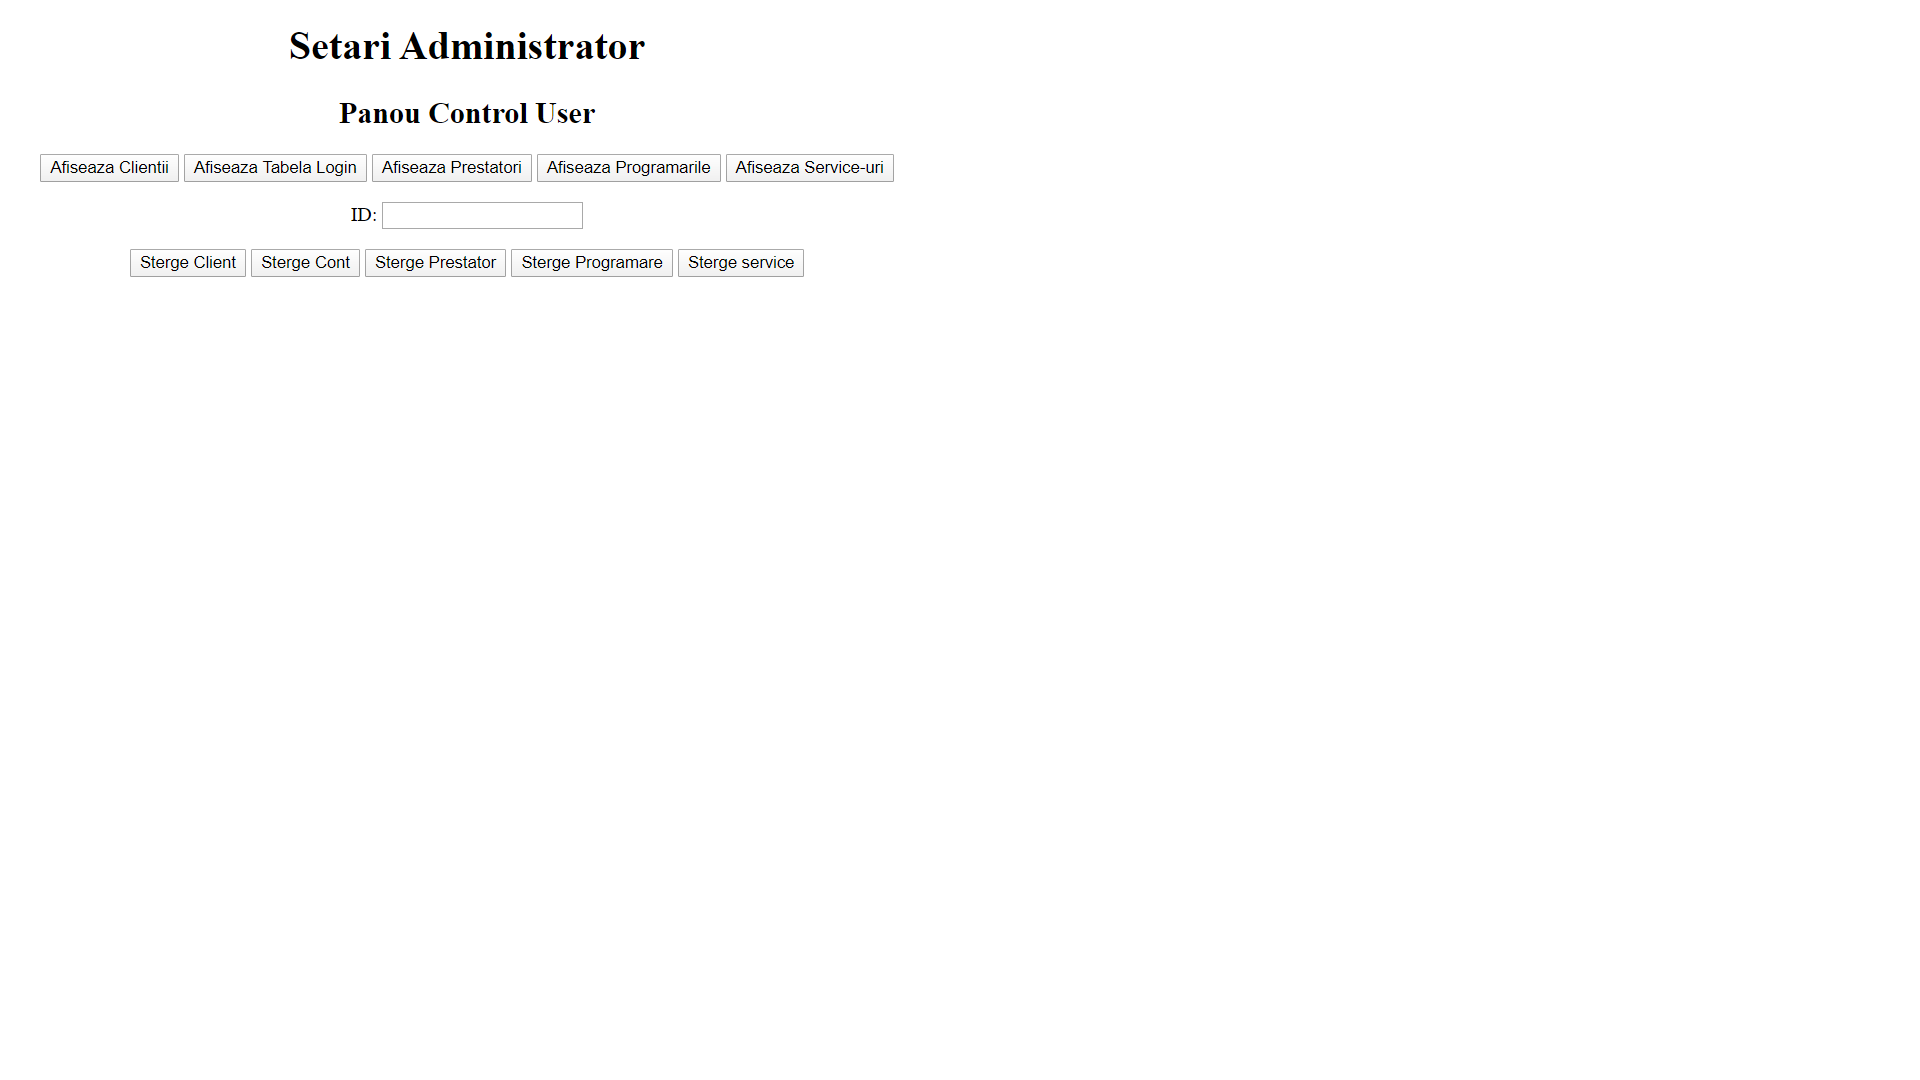 Setari Administrator
Panou Control User
Afiseaza Clientii Afiseaza Tabela Login Afiseaza Prestatori Afiseaza Programarile Afiseaza Service-uri
ID:
Sterge Client Sterge Cont Sterge Prestator Sterge Programare Sterge service